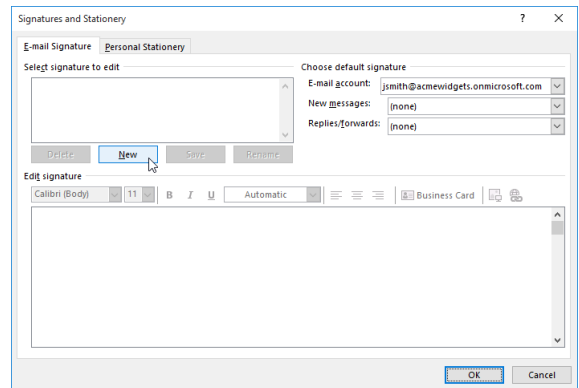 Signatures and Stationery ?
E-mail Signature Personal Stationery
Select signature to edit Choose default signature
E-mail account: jsmith@acmewidgets.onmicrosoft.com
New messages: (none)
Replies/forwards: (none)
Delete New Save Rename
Edit signature
Calibri (Body) 11 B I U Automatic Business Card
OK Cancel